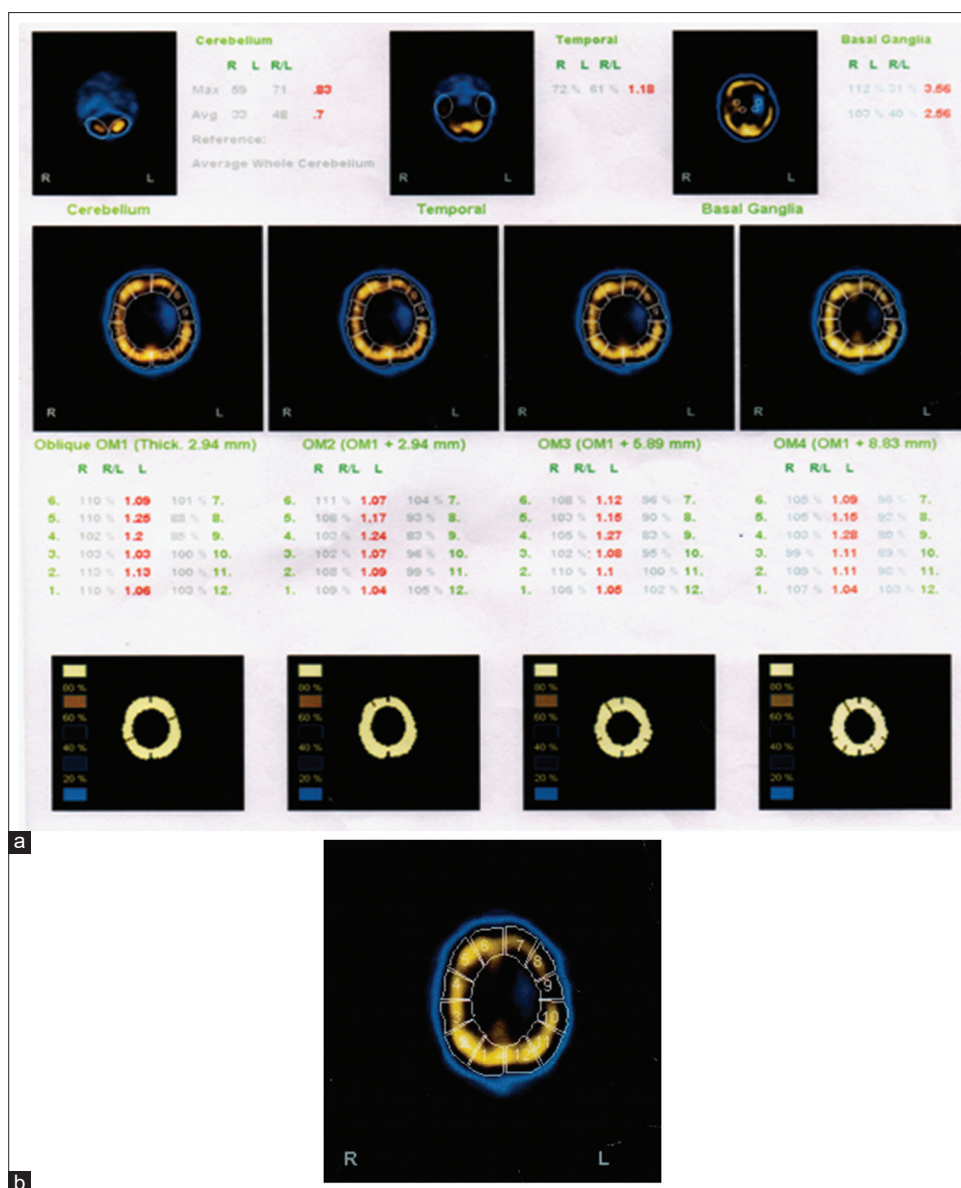 Cerebellum
R L R/L
Max 59 71 .83
Avg 33 48 .7
Reference:
Average Whole Cerebellum
R L
Temporal
R L R/L
72 % 61 % 1.18
R L
Basal Ganglia
R L R/L
112 % 31 % 3.56
103 % 40 % 2.56
R L
Cerebellum Temporal Basal Ganglia
R L
R L
R L
R L
Oblique OM1 (Thick. 2.94 mm)
R R/L L
6. 110 % 1.09 101 % 7.
5. 110 % 1.25 88 % 8.
4. 102 % 1.2 85 % 9.
3. 103 % 1.03 100 % 10.
2. 113 % 1.13 100 % 11.
1. 110 % 1.06 103 % 12.
OM2 (OM1 + 2.94 mm)
R R/L L
6. 111 % 1.07 104 % 7.
5. 108 % 1.17 93 % 8.
4. 103 % 1.24 83 % 9.
3. 102 % 1.07 96 % 10.
2. 108 % 1.09 99 % 11.
1. 109 % 1.04 105 % 12.
OM3 (OM1 + 5.89 mm)
R R/L L
6. 108 % 1.12 96 % 7.
5. 103 % 1.15 90 % 8.
4. 105 % 1.27 83 % 9.
3. 102 % 1.08 95 % 10.
2. 110 % 1.1 100 % 11.
1. 106 % 1.05 102 % 12.
OM4 (OM1 + 8.83 mm)
R R/L L
6. 105 % 1.09 96 % 7.
5. 105 % 1.15 92 % 8.
4. 103 % 1.28 80 % 9.
3. 99 % 1.11 89 % 10.
2. 109 % 1.11 98 % 11.
1. 107 % 1.04 103 % 12.
80 %
60 %
40 %
20 %
80 %
60 %
40 %
20 %
80 %
60 %
40 %
20 %
80 %
60 %
40 %
20 %
a
6 7
5 8
4 9
3 10
11
1 12
R L
b